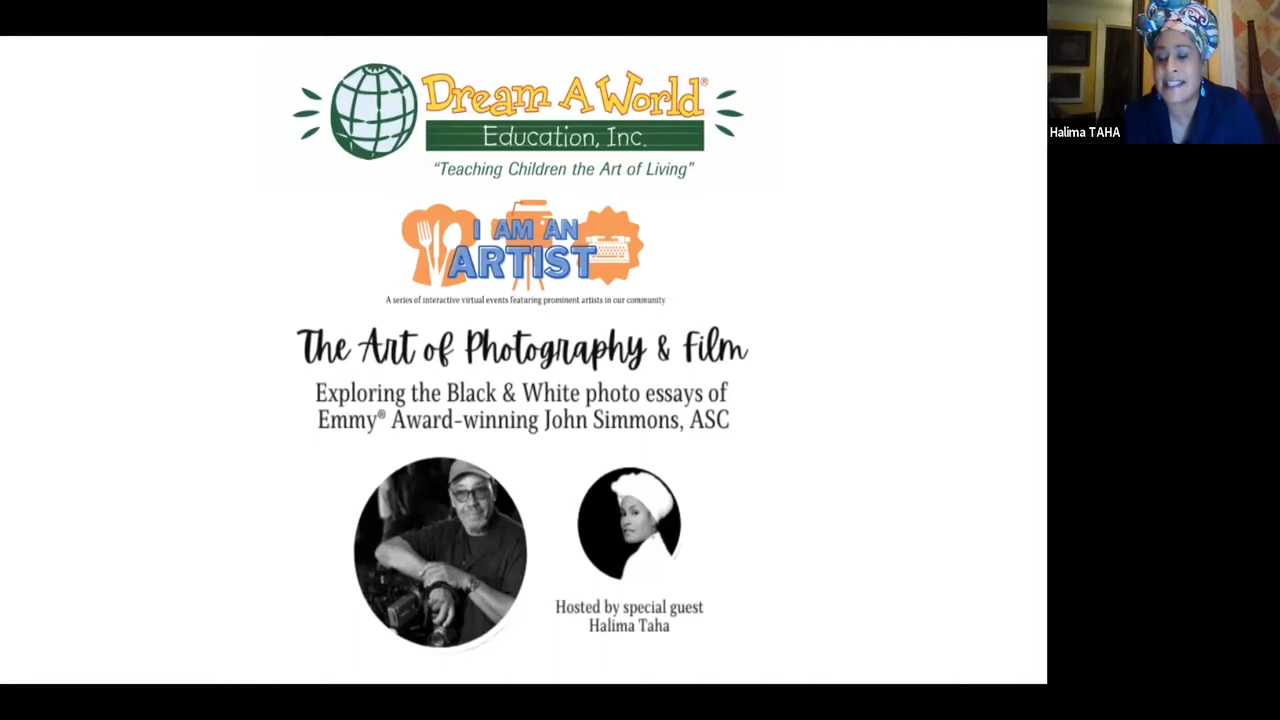 Dream A World®
Education, Inc.
"Teaching Children the Art of Living"
I AM AN
ARTIST
A series of interactive virtual events featuring prominent artists in our community
The Art of Photography & Film
Exploring the Black & White photo essays of
Emmy® Award-winning John Simmons, ASC
Hosted by special guest
Halima Taha
Halima TAHA